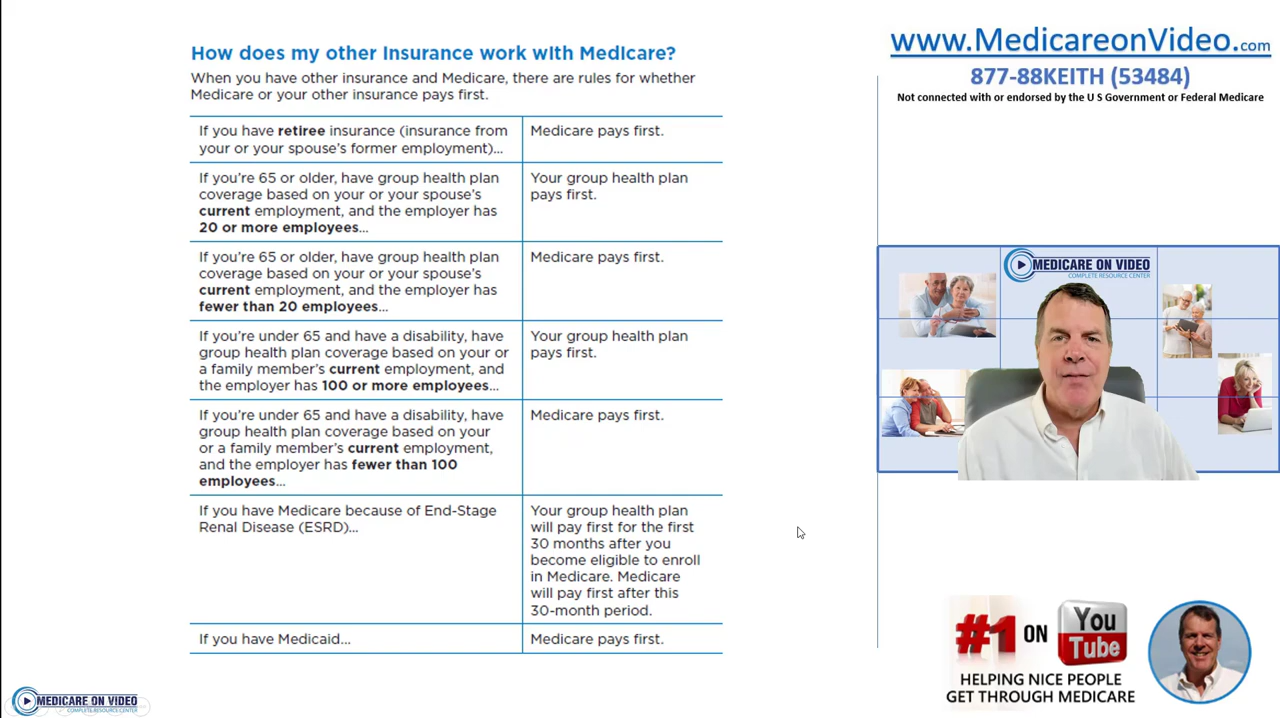 How does my other Insurance work with Medicare?
When you have other insurance and Medicare, there are rules for whether
Medicare or your other insurance pays first.
If you have retiree insurance (insurance from
your or your spouse's former employment)...
Medicare pays first.
If you're 65 or older, have group health plan
coverage based on your or your spouse's
current employment, and the employer has
20 or more employees...
Your group health plan
pays first.
If you're 65 or older, have group health plan
coverage based on your or your spouse's
current employment, and the employer has
fewer than 20 employees...
Medicare pays first.
If you're under 65 and have a disability, have
group health plan coverage based on your or
a family member's current employment, and
the employer has 100 or more employees...
Your group health plan
pays first.
If you're under 65 and have a disability, have
group health plan coverage based on your
or a family member's current employment,
and the employer has fewer than 100
employees...
Medicare pays first.
If you have Medicare because of End-Stage
Renal Disease (ESRD)...
Your group health plan
will pay first for the first
30 months after you
become eligible to enroll
in Medicare. Medicare
will pay first after this
30-month period.
If you have Medicaid...
Medicare pays first.
www.MedicareonVideo.com
877-88KEITH (53484)
Not connected with or endorsed by the U S Government or Federal Medicare
MEDICARE ON VIDEO
COMPLETE RESOURCE CENTER
#1 ON You
Tube
HELPING NICE PEOPLE
GET THROUGH MEDICARE
MEDICARE ON VIDEO
COMPLETE RESOURCE CENTER